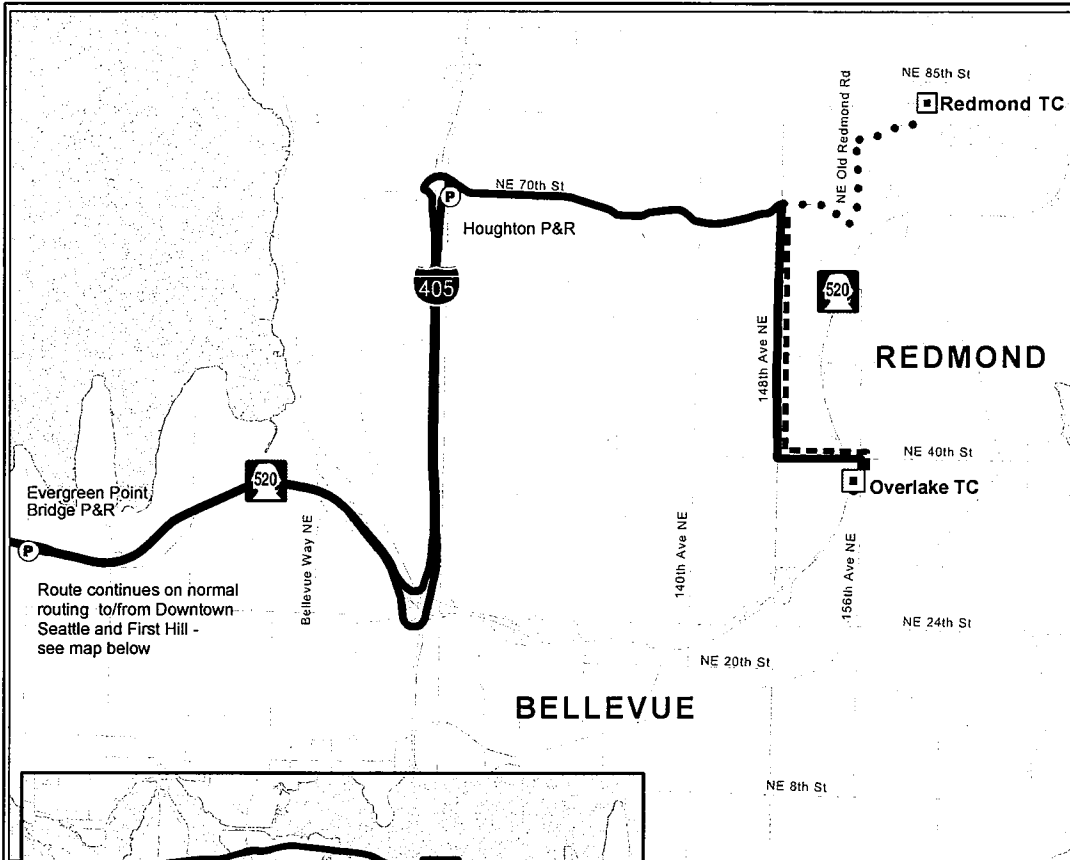 NE 85th St
Redmond TC
NE Old Redmond Rd
NE 70th St
P
Houghton P&R
405
520
148th Ave NE
REDMOND
NE 40th St
Overlake TC
520
Evergreen Point
Bridge P&R
P
Bellevue Way NE
140th Ave NE
156th Ave NE
Route continues on normal
routing to/from Downtown
Seattle and First Hill -
see map below
NE 24th St
NE 20th St
BELLEVUE
NE 8th St